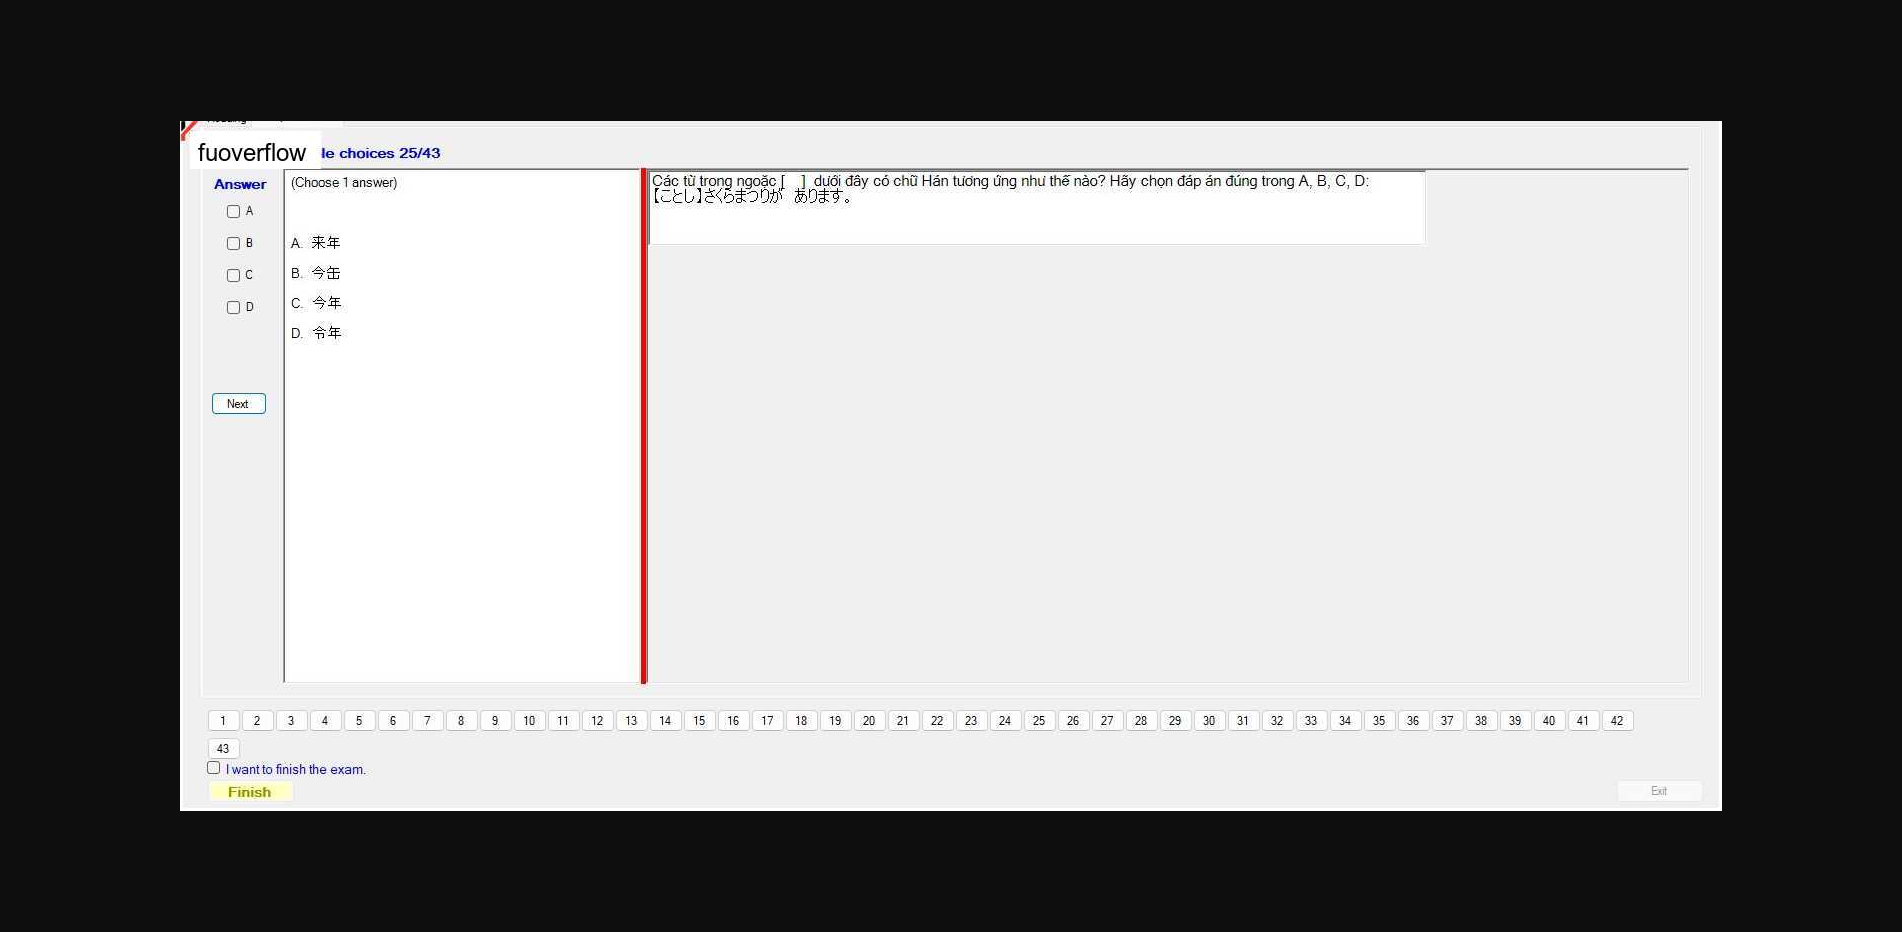 fuoverflow le choices 25/43
Answer
A
B
C
D
Next
(Choose 1 answer)
A. 来年
B. 今缶
C. 今年
D. 令年
Các từ trong ngoặc [ ] dưới đây có chữ Hán tương ứng như thế nào? Hãy chọn đáp án đúng trong A, B, C, D:
【ことし】さくらまつりが あります。
1 2 3 4 5 6 7 8 9 10 11 12 13 14 15 16 17 18 19 20 21 22 23 24 25 26 27 28 29 30 31 32 33 34 35 36 37 38 39 40 41 42
43
I want to finish the exam.
Finish
Exit